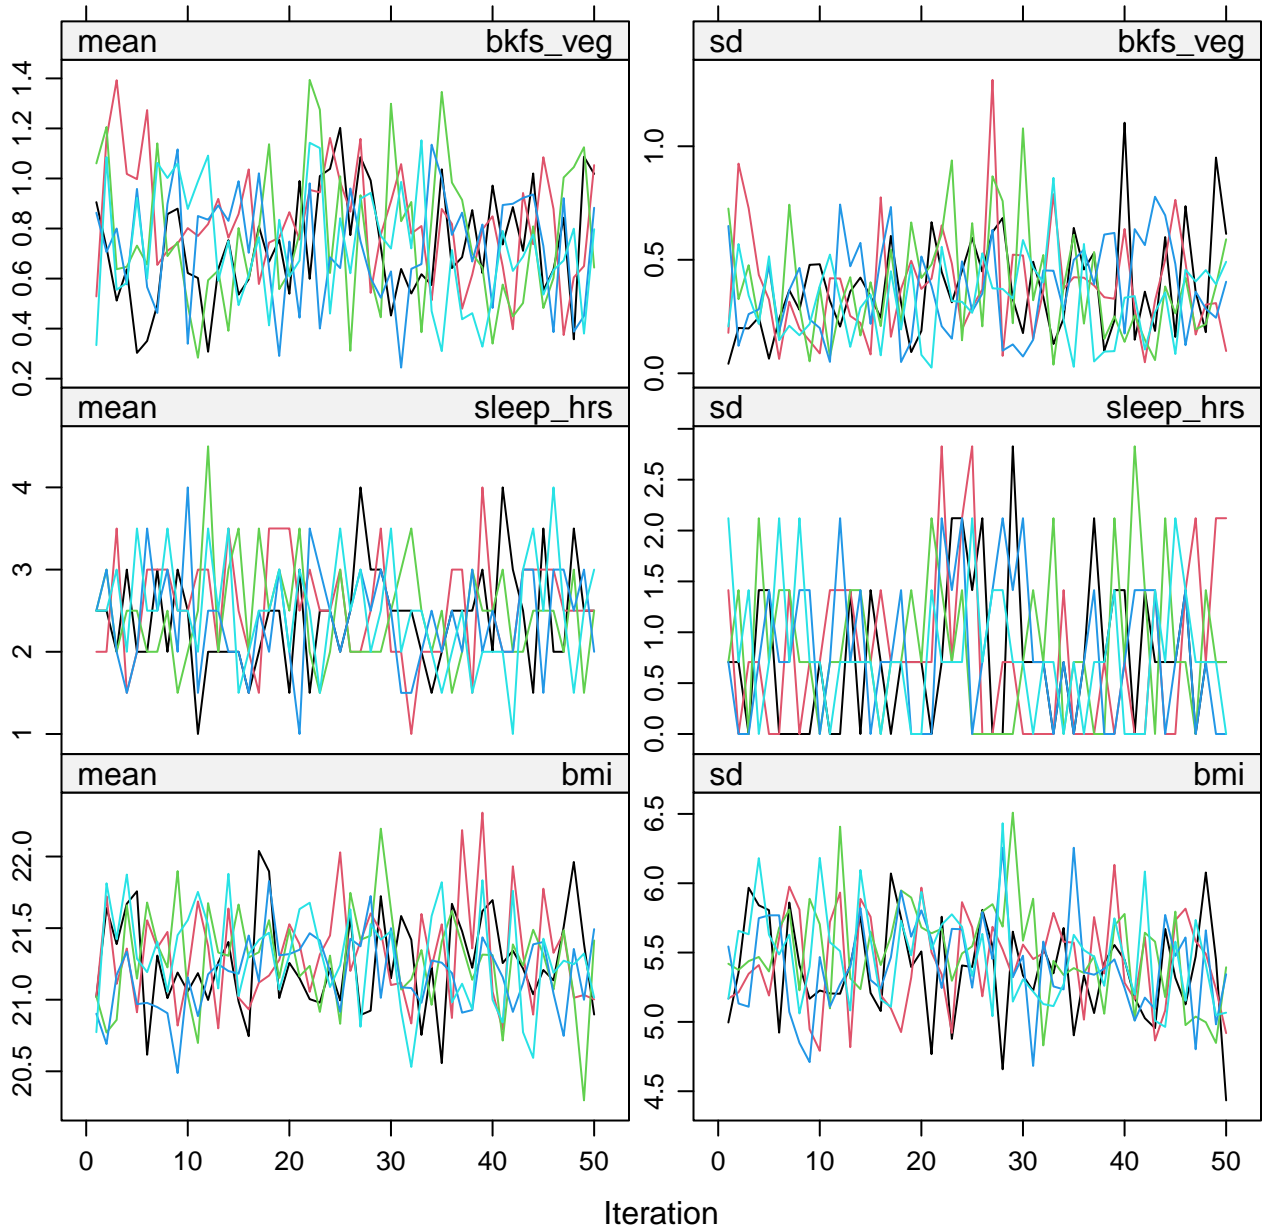 mean bkfs_veg sd bkfs_veg
0.2 0.4 0.6 0.8 1.0 1.2 1.4
0.0 0.5 1.0
mean sleep_hrs sd sleep_hrs
1 2 3 4
0.0 0.5 1.0 1.5 2.0 2.5
mean bmi sd bmi
20.5 21.0 21.5 22.0
4.5 5.0 5.5 6.0 6.5
0 10 20 30 40 50 0 10 20 30 40 50
Iteration